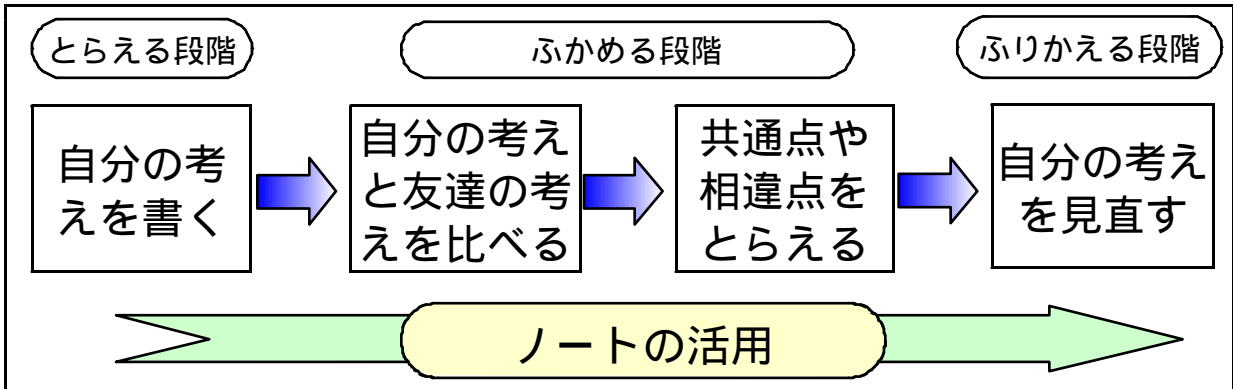 とらえる段階
ふかめる段階
ふりかえる段階
自分の考
えを書く
自分の考え
と友達の考
えを比べる
共通点や
相違点を
とらえる
自分の考え
を見直す
ノートの活用